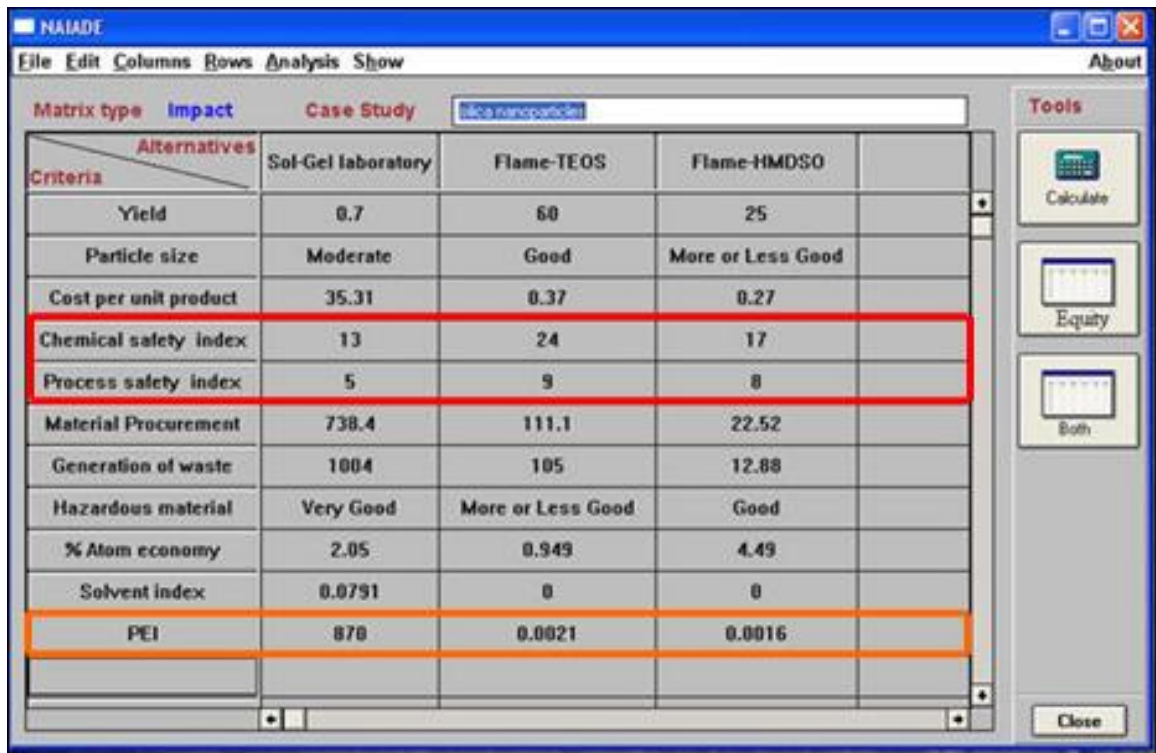 NAIADE
File Edit Columns Rows Analysis Show About
Matrix type Impact Case Study silica nanoparticles Tools
Alternatives
Criteria Sol-Gel laboratory Flame-TEOS Flame-HMDSO
Calculate
Yield 0.7 60 25
Particle size Moderate Good More or Less Good
Cost per unit product 35.31 0.37 0.27
Equity
Chemical safety index 13 24 17
Process safety index 5 9 8
Material Procurement 738.4 111.1 22.52
Both
Generation of waste 1004 105 12.88
Hazardous material Very Good More or Less Good Good
% Atom economy 2.05 0.949 4.49
Solvent index 0.0791 0 0
PEI 870 0.0021 0.0016
Close